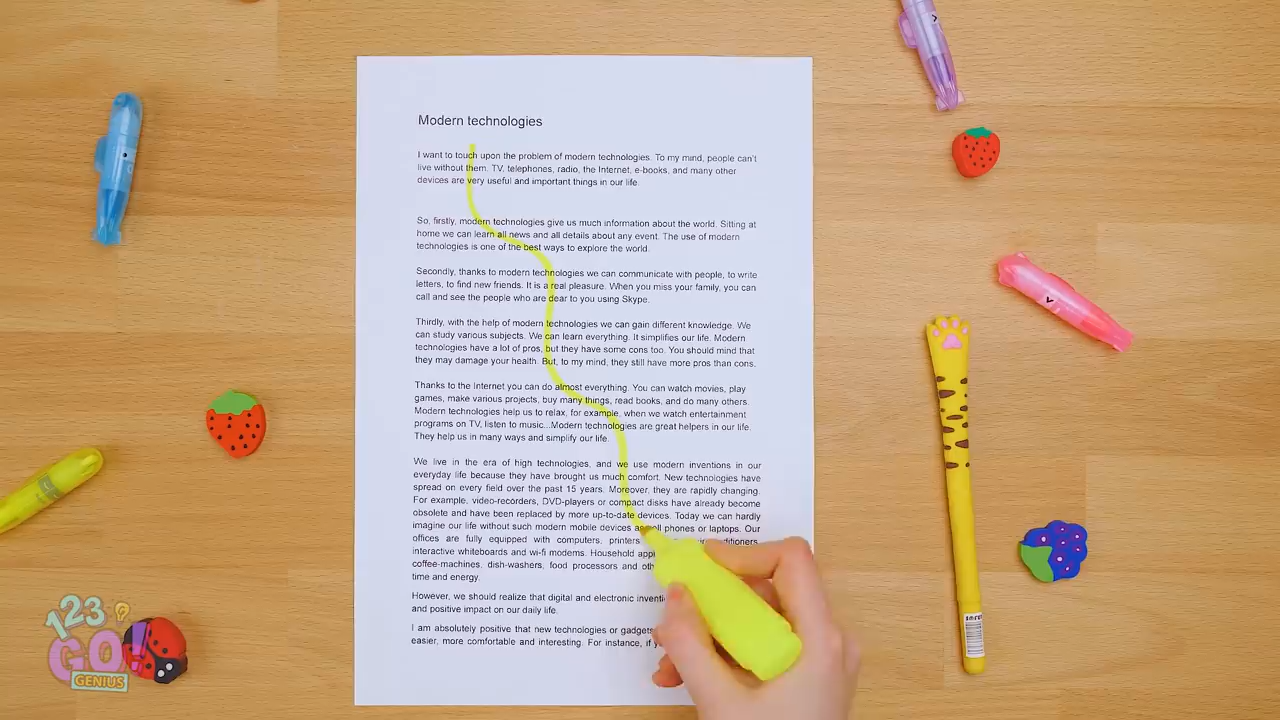 Modern technologies
I want to touch upon the problem of modern technologies. To my mind, people can't
live without them. TV, telephones, radio, the Internet, e-books, and many other
devices are very useful and important things in our life.
So, firstly, modern technologies give us much information about the world. Sitting at
home we can learn all news and all details about any event. The use of modern
technologies is one of the best ways to explore the world.
Secondly, thanks to modern technologies we can communicate with people, to write
letters, to find new friends. It is a real pleasure. When you miss your family, you can
call and see the people who are dear to you using Skype.
Thirdly, with the help of modern technologies we can gain different knowledge. We
can study various subjects. We can learn everything. It simplifies our life. Modern
technologies have a lot of pros, but they have some cons too. You should mind that
they may damage your health. But, to my mind, they still have more pros than cons.
Thanks to the Internet you can do almost everything. You can watch movies, play
games, make various projects, buy many things, read books, and do many others.
Modern technologies help us to relax, for example, when we watch entertainment
programs on TV, listen to music...Modern technologies are great helpers in our life.
They help us in many ways and simplify our life.
We live in the era of high technologies, and we use modern inventions in our
everyday life because they have brought us much comfort. New technologies have
spread on every field over the past 15 years. Moreover, they are rapidly changing.
For example, video-recorders, DVD-players or compact disks have already become
obsolete and have been replaced by more up-to-date devices. Today we can hardly
imagine our life without such modern mobile devices as cell phones or laptops. Our
offices are fully equipped with computers, printers
interactive whiteboards and wi-fi modems. Household
coffee-machines, dish-washers, food processors and
time and energy.
However, we should realize that digital and electronic
and positive impact on our daily life.
I am absolutely positive that new technologies or gadgets
easier, more comfortable and interesting. For instance, if
123
GO!
GENIUS